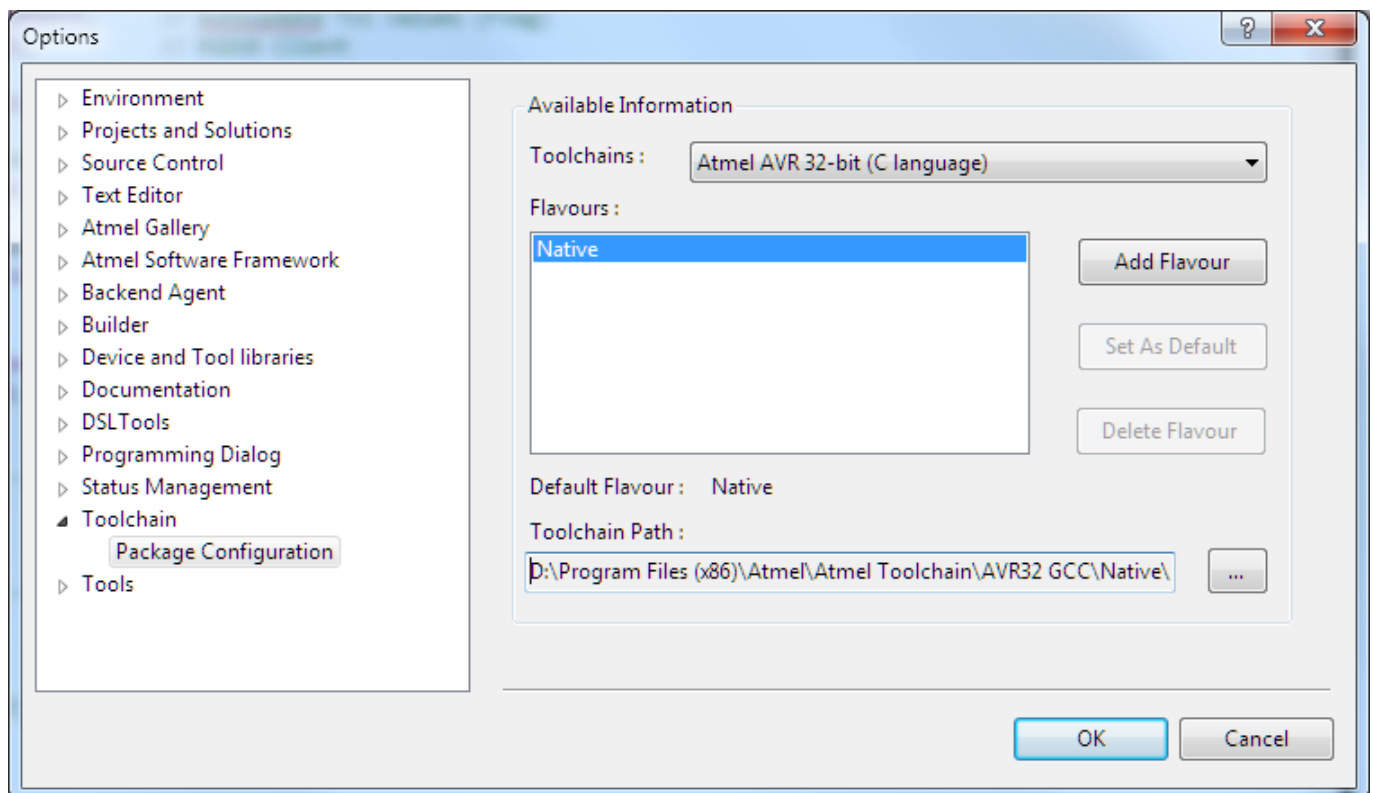 Options
Environment
Projects and Solutions
Source Control
Text Editor
Atmel Gallery
Atmel Software Framework
Backend Agent
Builder
Device and Tool libraries
Documentation
DSLTools
Programming Dialog
Status Management
Toolchain
Package Configuration
Tools
Available Information
Toolchains : Atmel AVR 32-bit (C language)
Flavours :
Native
Add Flavour
Set As Default
Delete Flavour
Default Flavour : Native
Toolchain Path :
D:\Program Files (x86)\Atmel\Atmel Toolchain\AVR32 GCC\Native\ ...
OK Cancel